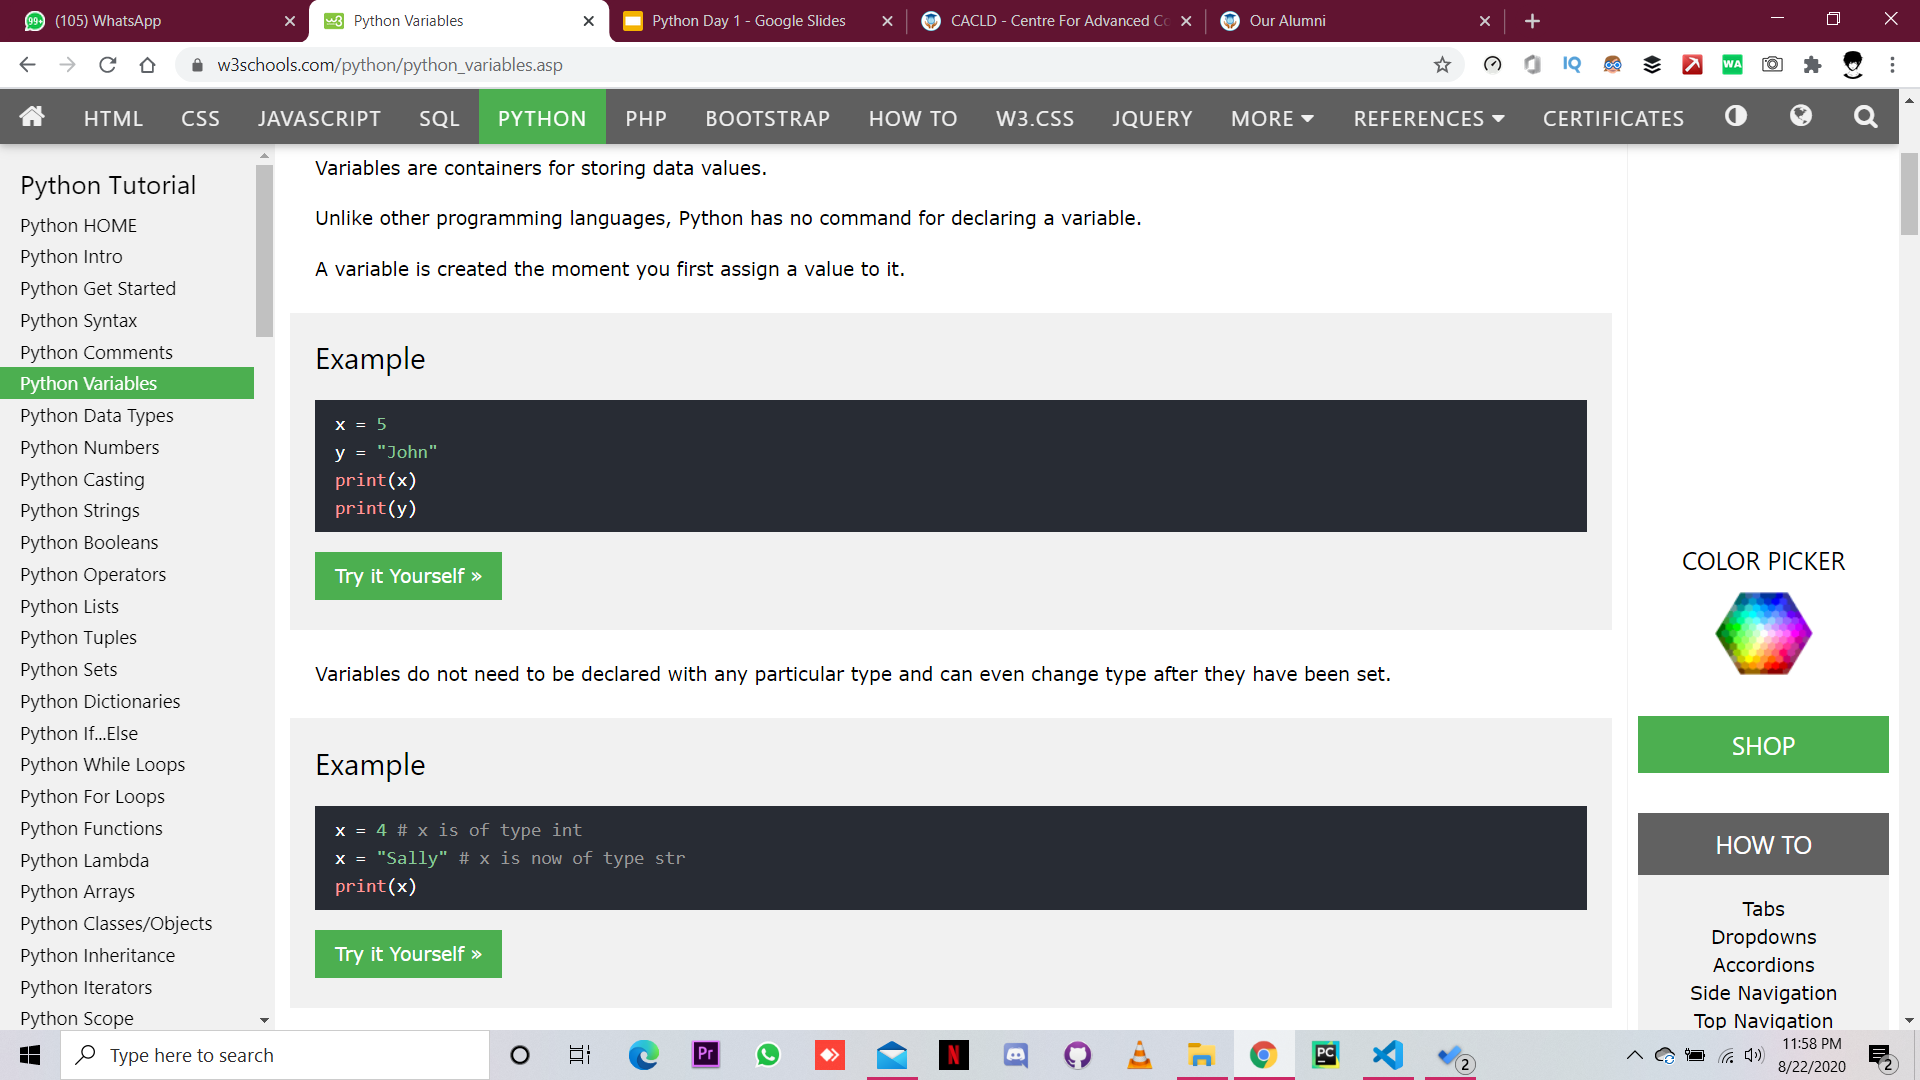 (105) WhatsApp
Python Variables
Python Day 1 - Google Slides
CACLD - Centre For Advanced Co
Our Alumni
w3schools.com/python/python_variables.asp
HTML CSS JAVASCRIPT SQL PYTHON PHP BOOTSTRAP HOW TO W3.CSS JQUERY MORE REFERENCES CERTIFICATES
Python Tutorial
Python HOME
Python Intro
Python Get Started
Python Syntax
Python Comments
Python Variables
Python Data Types
Python Numbers
Python Casting
Python Strings
Python Booleans
Python Operators
Python Lists
Python Tuples
Python Sets
Python Dictionaries
Python If...Else
Python While Loops
Python For Loops
Python Functions
Python Lambda
Python Arrays
Python Classes/Objects
Python Inheritance
Python Iterators
Python Scope
Variables are containers for storing data values.
Unlike other programming languages, Python has no command for declaring a variable.
A variable is created the moment you first assign a value to it.
Example
x = 5
y = "John"
print(x)
print(y)
Try it Yourself »
Variables do not need to be declared with any particular type and can even change type after they have been set.
Example
x = 4 # x is of type int
x = "Sally" # x is now of type str
print(x)
Try it Yourself »
COLOR PICKER
SHOP
HOW TO
Tabs
Dropdowns
Accordions
Side Navigation
Top Navigation
Type here to search
11:58 PM
8/22/2020
99+
w3
IQ
WA
Pr
N
PC
2
2